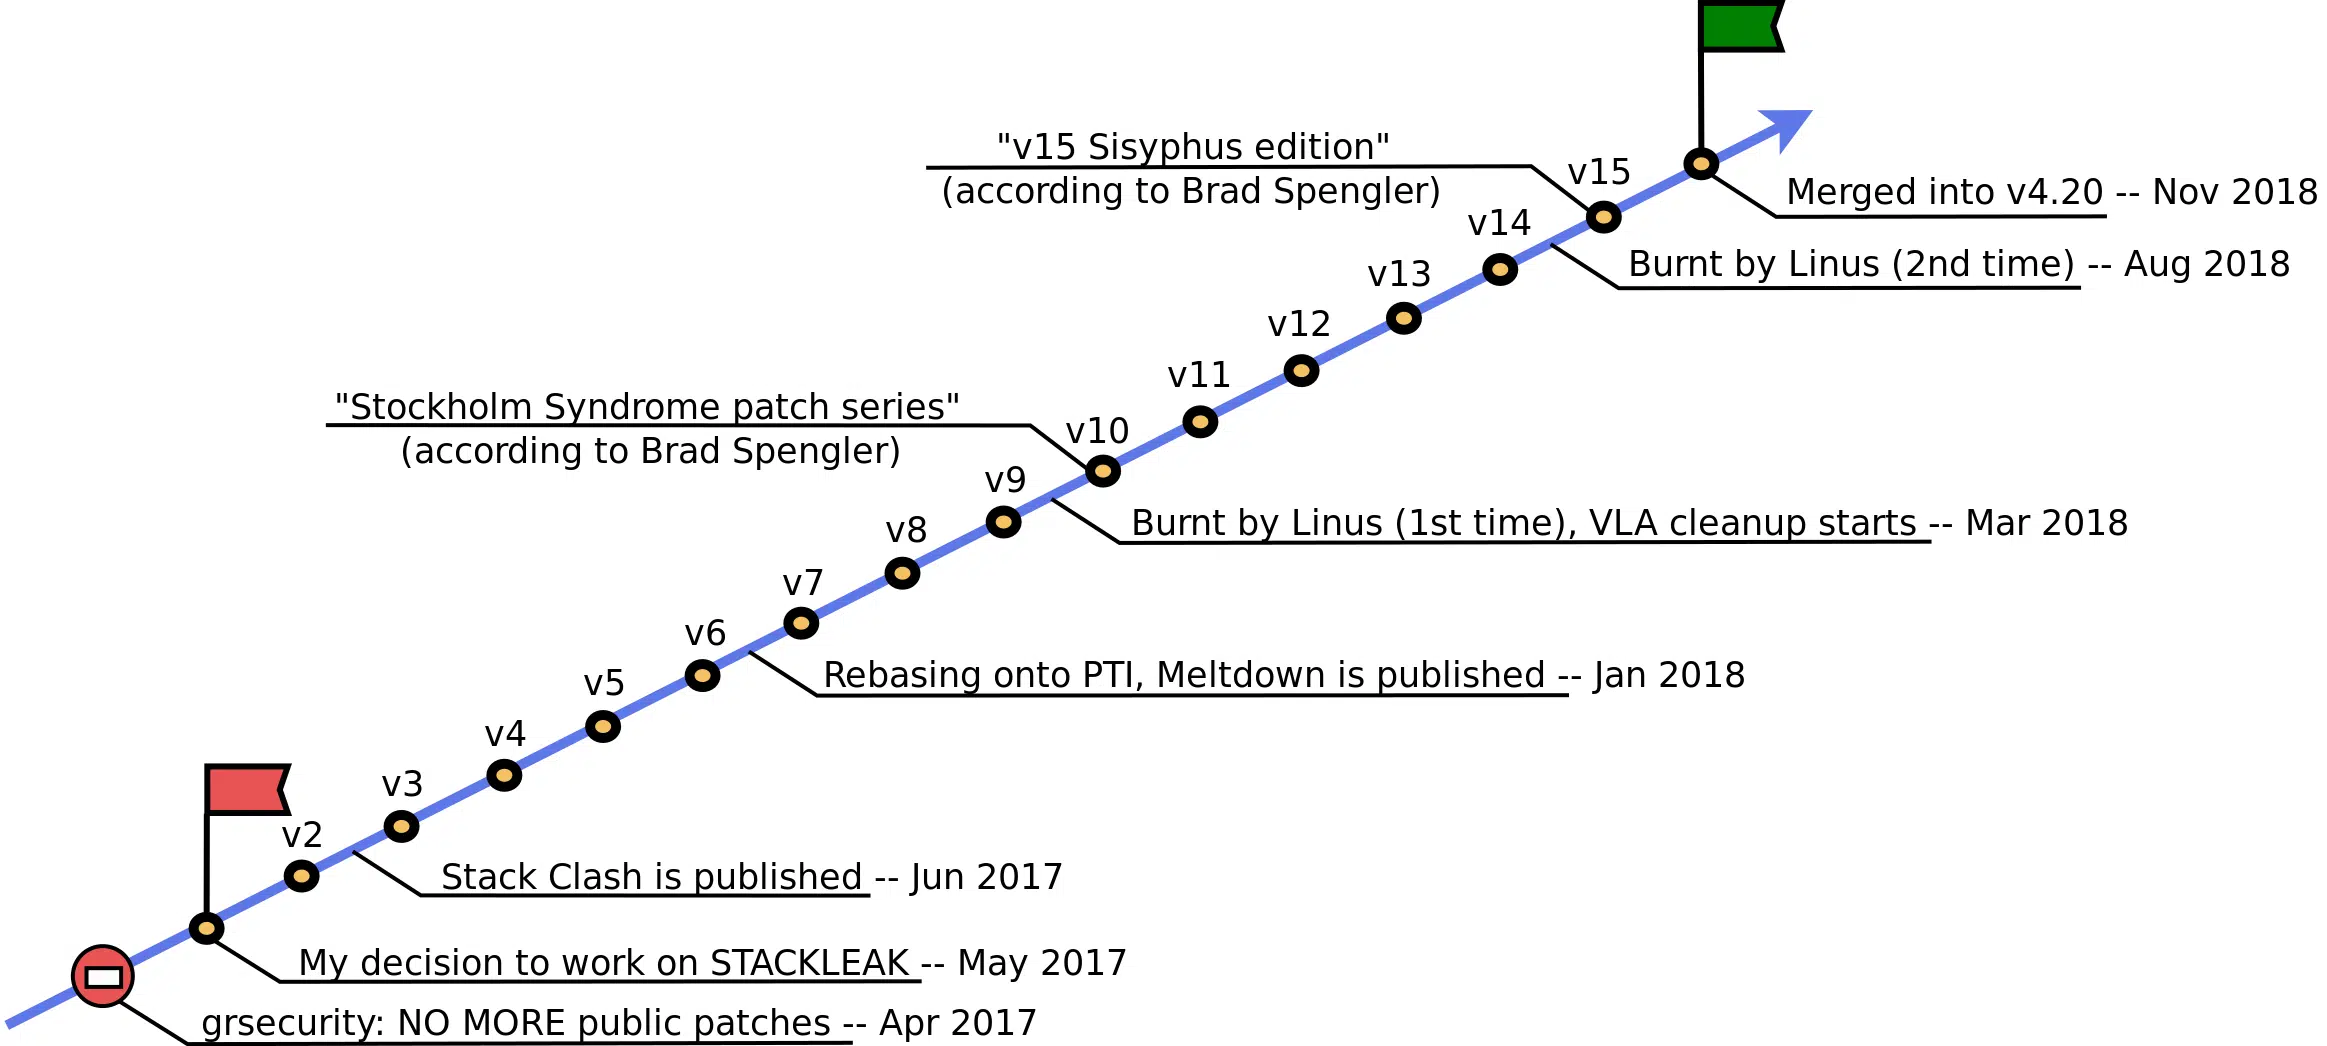 "v15 Sisyphus edition"
(according to Brad Spengler)
v15
Merged into v4.20 -- Nov 2018
v14
Burnt by Linus (2nd time) -- Aug 2018
v13
v12
v11
"Stockholm Syndrome patch series"
(according to Brad Spengler)
v10
v9
Burnt by Linus (1st time), VLA cleanup starts -- Mar 2018
v8
v7
v6
Rebasing onto PTI, Meltdown is published -- Jan 2018
v5
v4
v3
v2
Stack Clash is published -- Jun 2017
My decision to work on STACKLEAK -- May 2017
grsecurity: NO MORE public patches -- Apr 2017